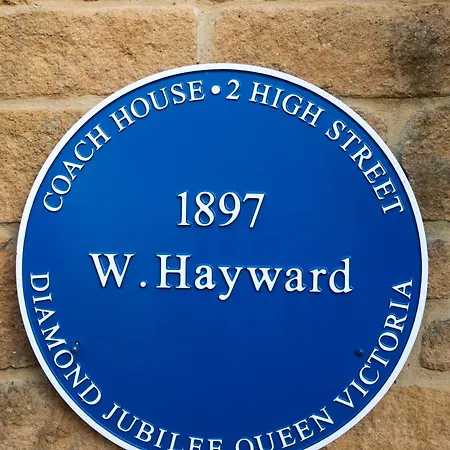 COACH HOUSE • 2 HIGH STREET
1897
W. Hayward
DIAMOND JUBILEE QUEEN VICTORIA